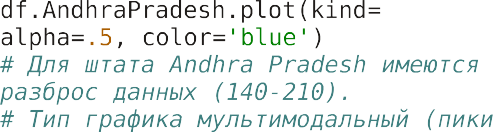 df.AndhraPradesh.plot(kind=
alpha=.5, color='blue')
# Для штата Andhra Pradesh имеются
разброс данных (140-210).
# Тип графика мультимодальный (пики